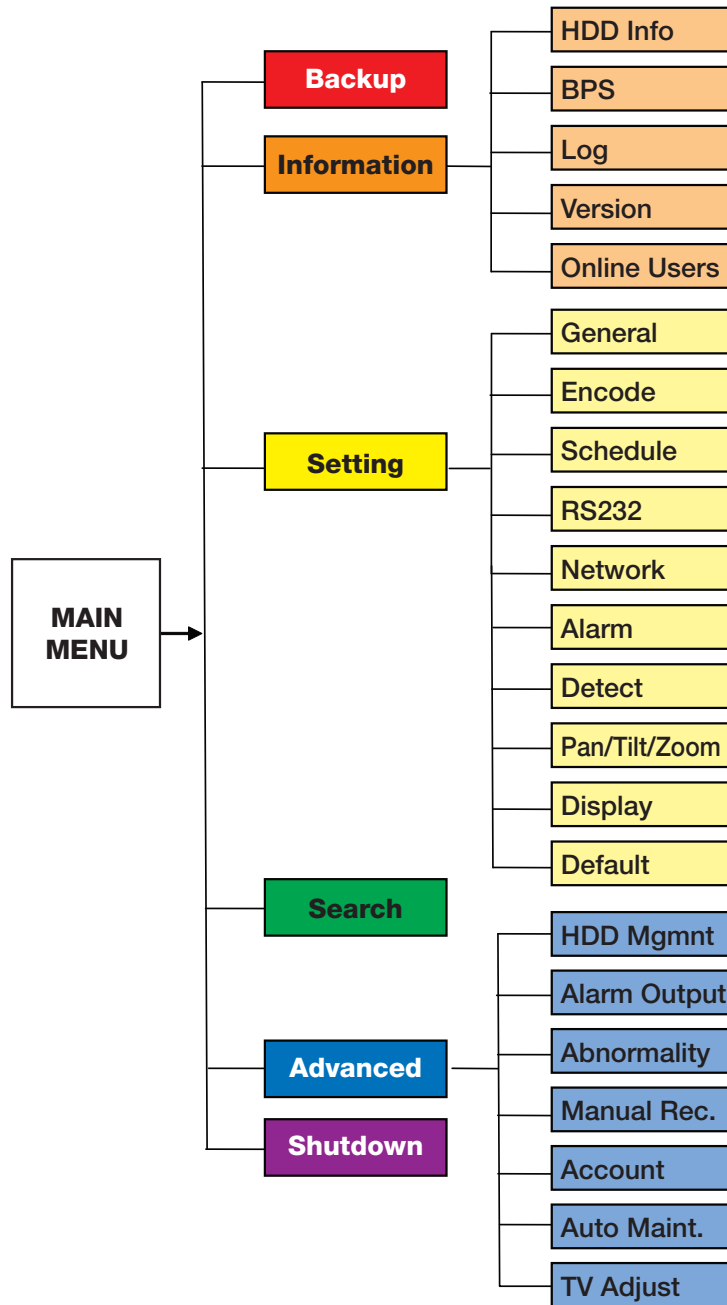 MAIN
MENU
Backup
Information
HDD Info
BPS
Log
Version
Online Users
Setting
General
Encode
Schedule
RS232
Network
Alarm
Detect
Pan/Tilt/Zoom
Display
Default
Search
Advanced
HDD Mgmnt
Alarm Output
Abnormality
Manual Rec.
Account
Auto Maint.
TV Adjust
Shutdown